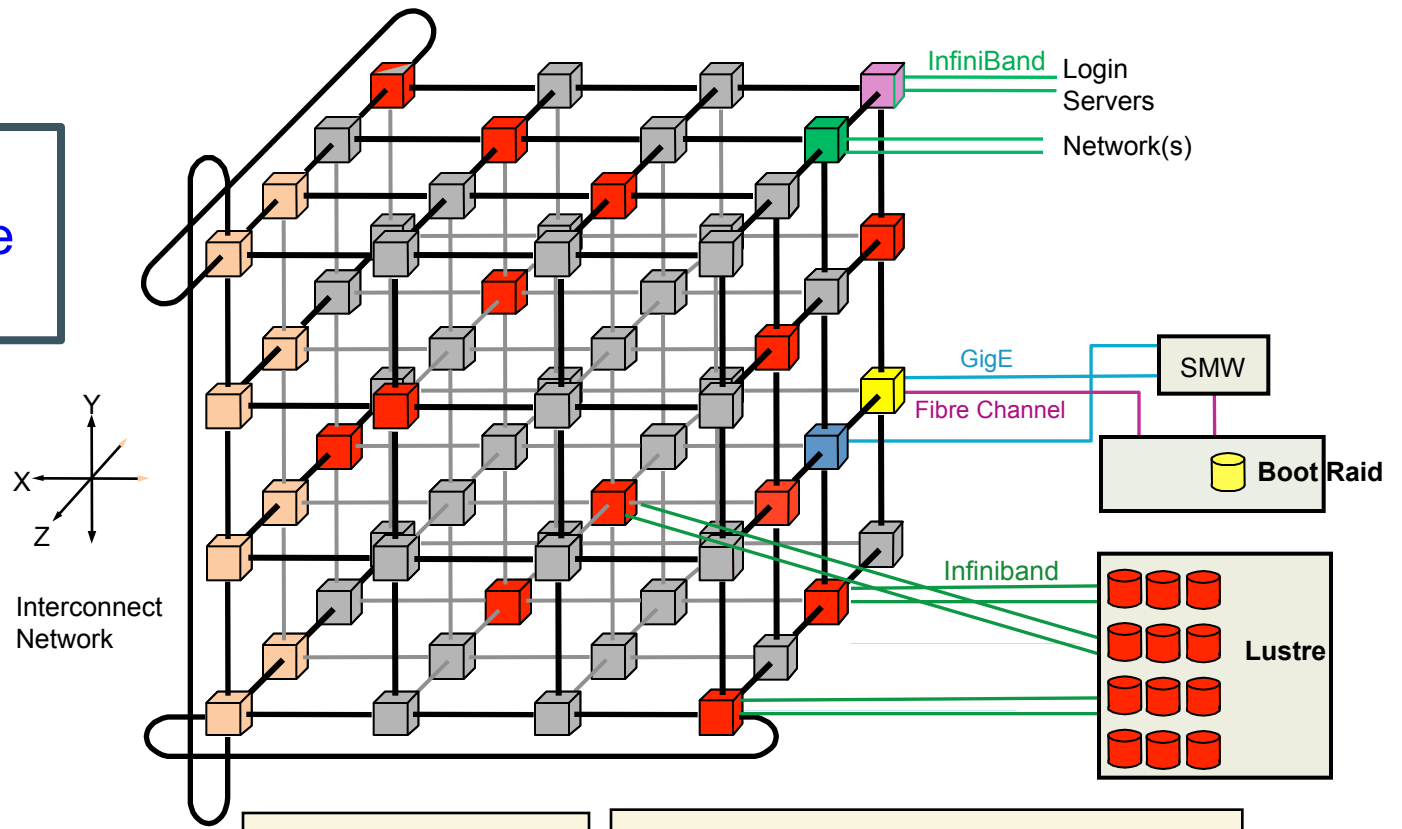 InfiniBand
Login
Servers
Network(s)
e
GigE
SMW
Fibre Channel
Boot Raid
Y
X
Z
Interconnect
Network
Infiniband
Lustre